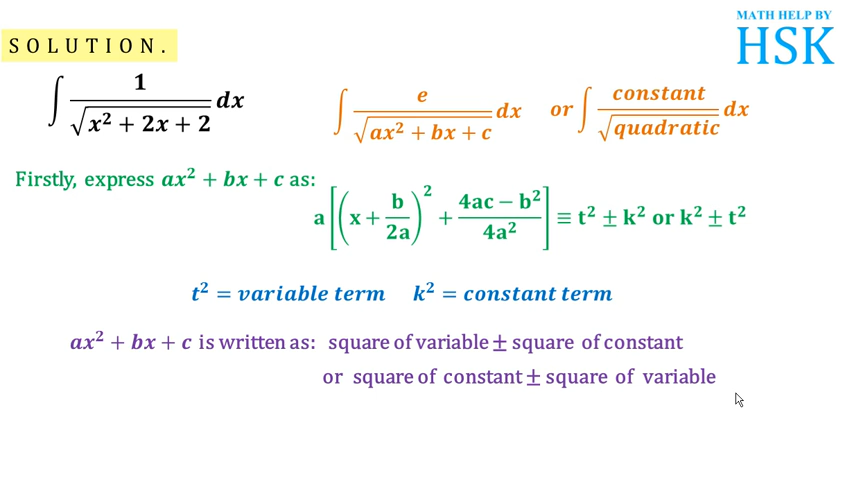 MATH HELP BY
HSK
SOLUTION.
∫ 1/√(x² + 2x + 2) dx
∫ e/√(ax² + bx + c) dx or ∫ constant/√quadratic dx
Firstly, express ax² + bx + c as:
a[(x + b/2a)² + (4ac − b²)/4a²] ≡ t² ± k² or k² ± t²
t² = variable term k² = constant term
ax² + bx + c is written as: square of variable ± square of constant
or square of constant ± square of variable